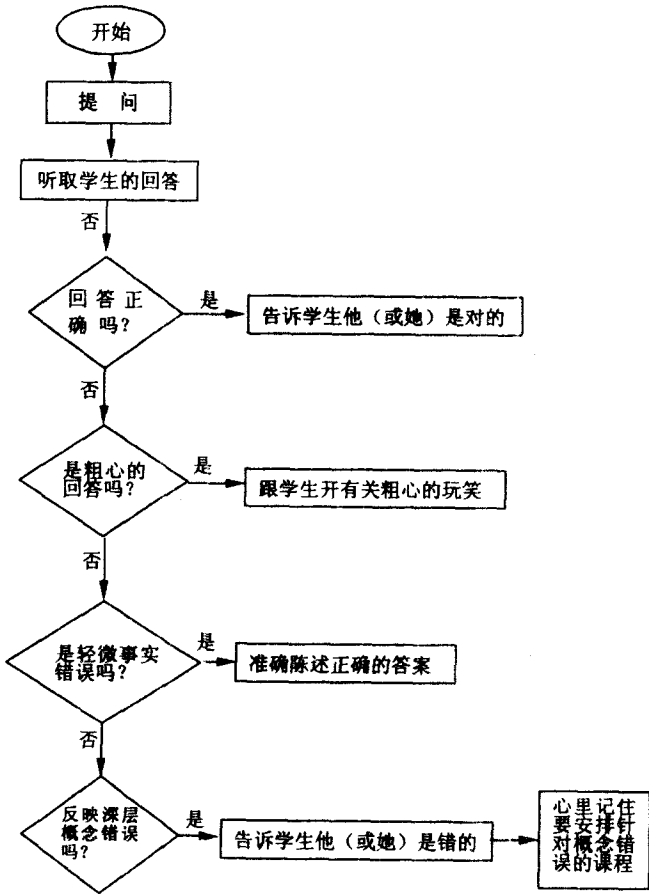 开始
提 问
听取学生的回答
否
回 答 正
确 吗？
是
告诉学生他（或她）是对的
否
是粗心的
回答吗？
是
跟学生开有关粗心的玩笑
否
是轻微事实
错误吗？
是
准确陈述正确的答案
否
反映深层
概念错误
吗？
是
告诉学生他（或她）是错的
心里记住
要安排针
对概念错
误的课程